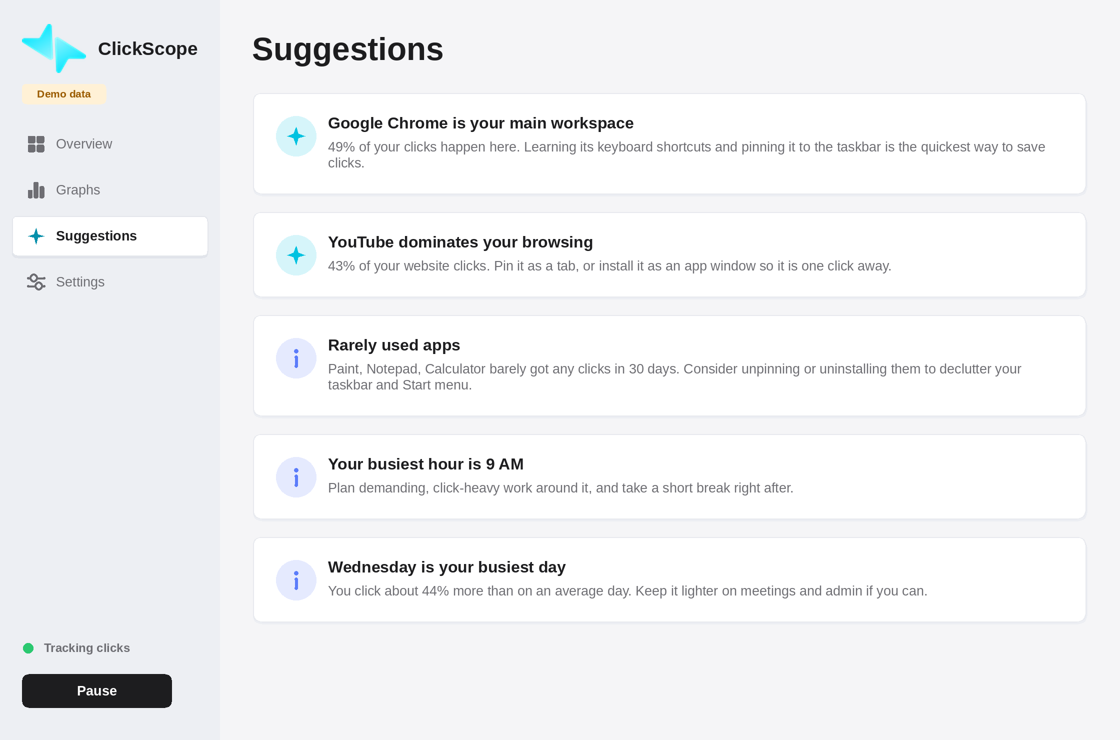 ClickScope
Demo data
Overview
Graphs
Suggestions
Settings
Tracking clicks
Pause
Suggestions
Google Chrome is your main workspace
49% of your clicks happen here. Learning its keyboard shortcuts and pinning it to the taskbar is the quickest way to save
clicks.
YouTube dominates your browsing
43% of your website clicks. Pin it as a tab, or install it as an app window so it is one click away.
Rarely used apps
Paint, Notepad, Calculator barely got any clicks in 30 days. Consider unpinning or uninstalling them to declutter your
taskbar and Start menu.
Your busiest hour is 9 AM
Plan demanding, click-heavy work around it, and take a short break right after.
Wednesday is your busiest day
You click about 44% more than on an average day. Keep it lighter on meetings and admin if you can.